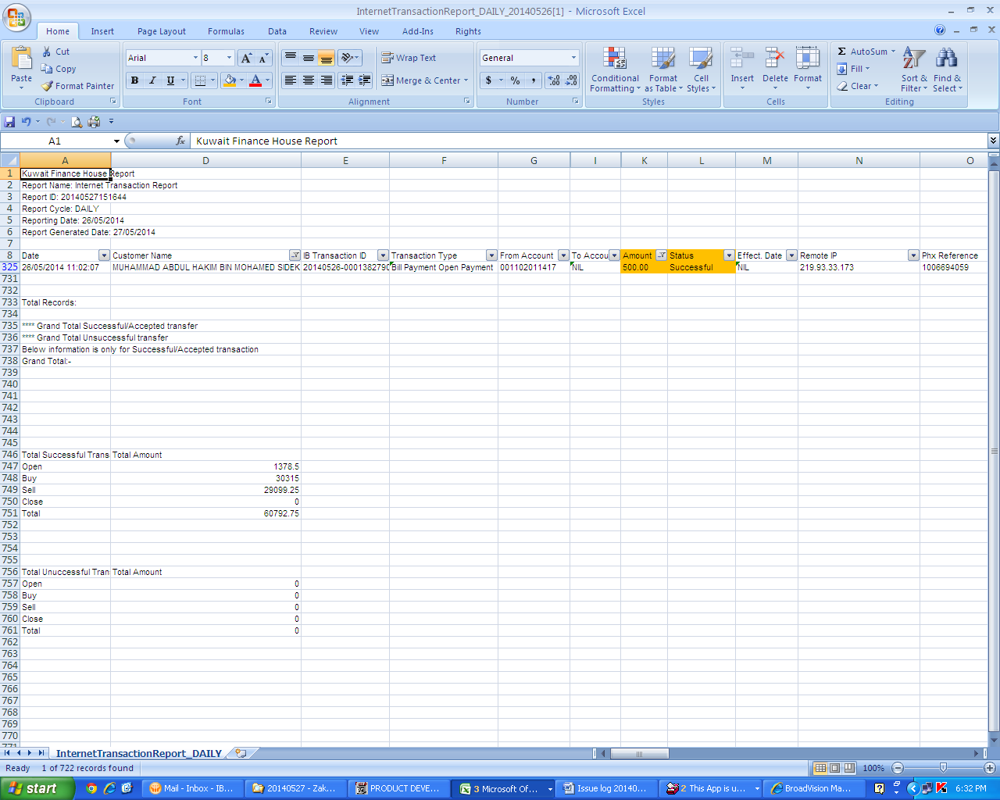 InternetTransactionReport_DAILY_20140526[1] - Microsoft Excel
Home Insert Page Layout Formulas Data Review View Add-Ins Rights
Paste Cut Copy Format Painter Clipboard
Arial 8 A A B I U A Font
Wrap Text Merge & Center Alignment
General $ % , .00 Number
Conditional Formatting Format as Table Cell Styles Styles
Insert Delete Format Cells
Σ AutoSum Fill Clear Sort & Filter Find & Select Editing
A1 fx Kuwait Finance House Report
A D E F G I K L M N O
1 Kuwait Finance House Report
2 Report Name: Internet Transaction Report
3 Report ID: 20140527151644
4 Report Cycle: DAILY
5 Reporting Date: 26/05/2014
6 Report Generated Date: 27/05/2014
7
8 Date Customer Name IB Transaction ID Transaction Type From Account To Accou Amount Status Effect. Date Remote IP Phx Reference
325 26/05/2014 11:02:07 MUHAMMAD ABDUL HAKIM BIN MOHAMED SIDEK 20140526-0001382790 Bill Payment Open Payment 001102011417 NIL 500.00 Successful NIL 219.93.33.173 1006694059
731
732
733 Total Records:
734
735 **** Grand Total Successful/Accepted transfer
736 **** Grand Total Unsuccessful transfer
737 Below information is only for Successful/Accepted transaction
738 Grand Total:-
739
740
741
742
743
744
745
746 Total Successful Trans Total Amount
747 Open 1378.5
748 Buy 30315
749 Sell 29099.25
750 Close 0
751 Total 60792.75
752
753
754
755
756 Total Unuccessful Tran Total Amount
757 Open 0
758 Buy 0
759 Sell 0
760 Close 0
761 Total 0
762
763
764
765
766
767
768
769
770
771
InternetTransactionReport_DAILY
Ready 1 of 722 records found 100%
start Mail - Inbox - IB... 20140527 - Zak... PRODUCT DEVE... 3 Microsoft Of... Issue log 20140... 2 This App is u... BroadVision Ma... 6:32 PM